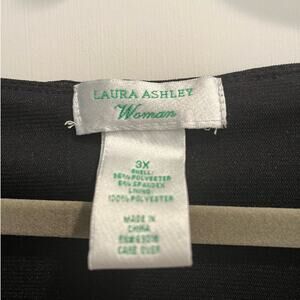 LAURA ASHLEY
Woman
3X
SHELL:
95% POLYESTER
5% SPANDEX
LINING:
100% POLYESTER
MADE IN
CHINA
CARE OVER